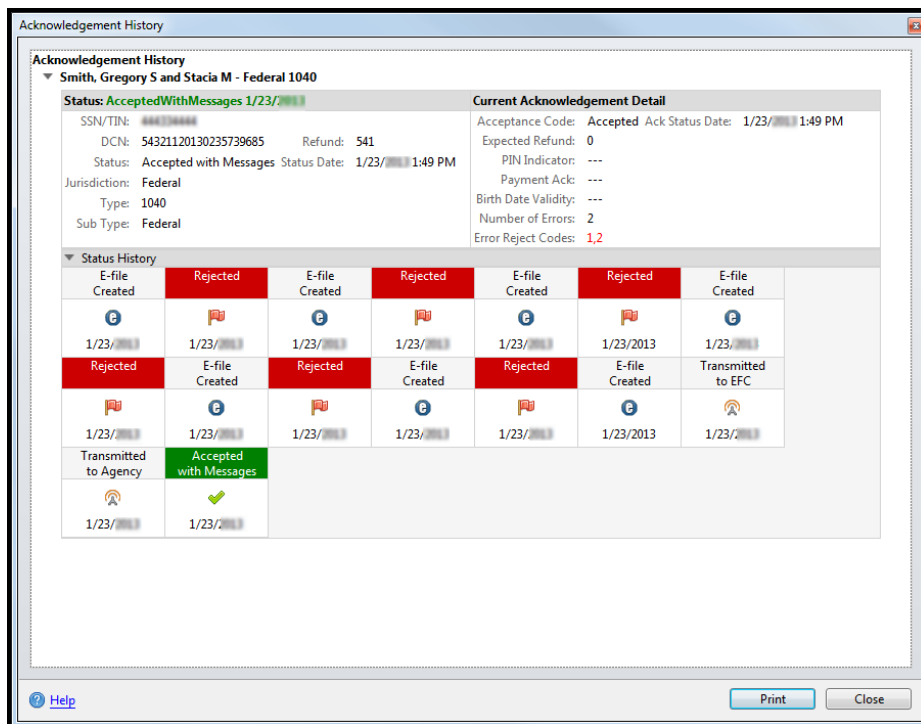 Acknowledgement History
Acknowledgement History
Smith, Gregory S and Stacia M - Federal 1040
Status: AcceptedWithMessages 1/23/
Current Acknowledgement Detail
SSN/TIN:
DCN: 54321120130235739685 Refund: 541
Status: Accepted with Messages Status Date: 1/23/ 1:49 PM
Jurisdiction: Federal
Type: 1040
Sub Type: Federal
Acceptance Code: Accepted Ack Status Date: 1/23/ 1:49 PM
Expected Refund: 0
PIN Indicator: ---
Payment Ack: ---
Birth Date Validity: ---
Number of Errors: 2
Error Reject Codes: 1,2
Status History
E-file Created
Rejected
E-file Created
Rejected
E-file Created
Rejected
E-file Created
1/23/
1/23/
1/23/
1/23/
1/23/
1/23/2013
1/23/
Rejected
E-file Created
Rejected
E-file Created
Rejected
E-file Created
Transmitted to EFC
1/23/
1/23/
1/23/
1/23/
1/23/
1/23/2013
1/23/
Transmitted to Agency
Accepted with Messages
1/23/
1/23/
Help
Print
Close